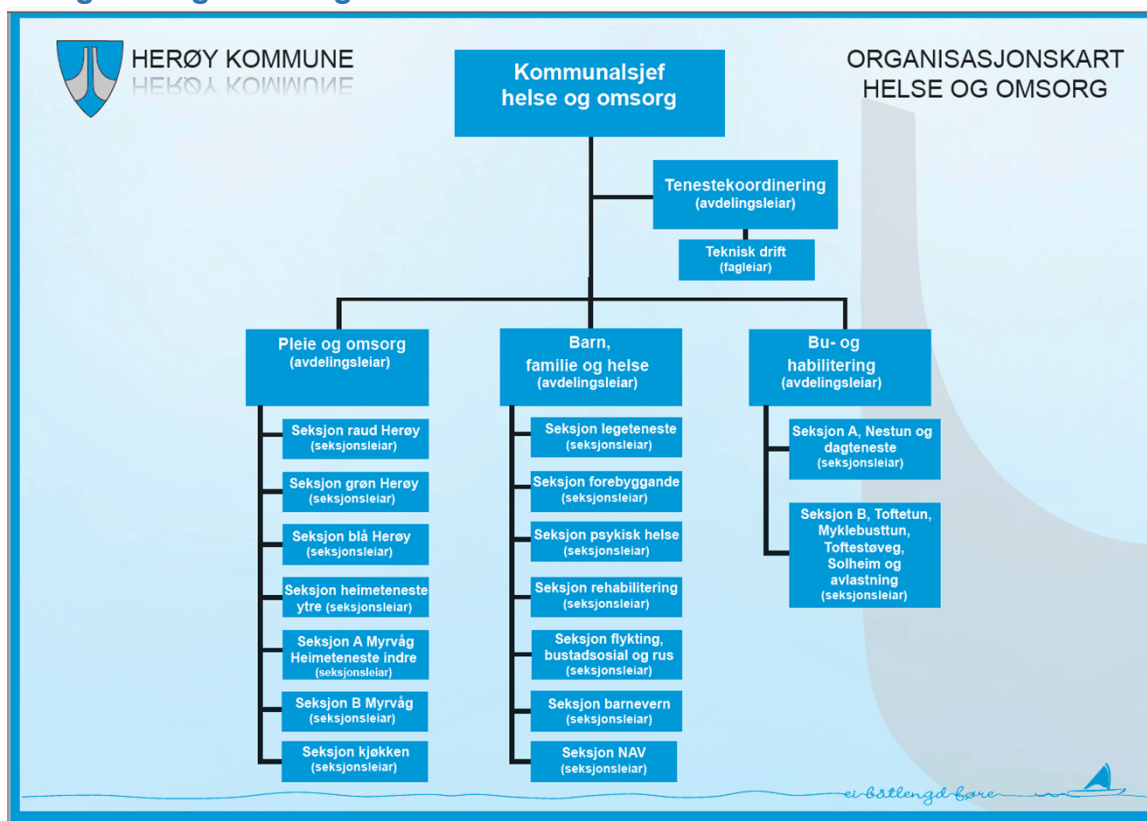 HERØY KOMMUNE
ORGANISASJONSKART
HELSE OG OMSORG
Kommunalsjef
helse og omsorg
Tenestekoordinering
(avdelingsleiar)
Teknisk drift
(fagleiar)
Pleie og omsorg
(avdelingsleiar)
Seksjon raud Herøy
(seksjonsleiar)
Seksjon grøn Herøy
(seksjonsleiar)
Seksjon blå Herøy
(seksjonsleiar)
Seksjon heimeteneste
ytre (seksjonsleiar)
Seksjon A Myrvåg
Heimeteneste indre
(seksjonsleiar)
Seksjon B Myrvåg
(seksjonsleiar)
Seksjon kjøkken
(seksjonsleiar)
Barn,
familie og helse
(avdelingsleiar)
Seksjon legeteneste
(seksjonsleiar)
Seksjon forebyggande
(seksjonsleiar)
Seksjon psykisk helse
(seksjonsleiar)
Seksjon rehabilitering
(seksjonsleiar)
Seksjon flykting,
bustadsosial og rus
(seksjonsleiar)
Seksjon barnevern
(seksjonsleiar)
Seksjon NAV
(seksjonsleiar)
Bu- og
habilitering
(avdelingsleiar)
Seksjon A, Nestun og
dagteneste
(seksjonsleiar)
Seksjon B, Toftetun,
Myklebusttun,
Toftestøveg,
Solheim og
avlastning
(seksjonsleiar)
ei båtlengd føre